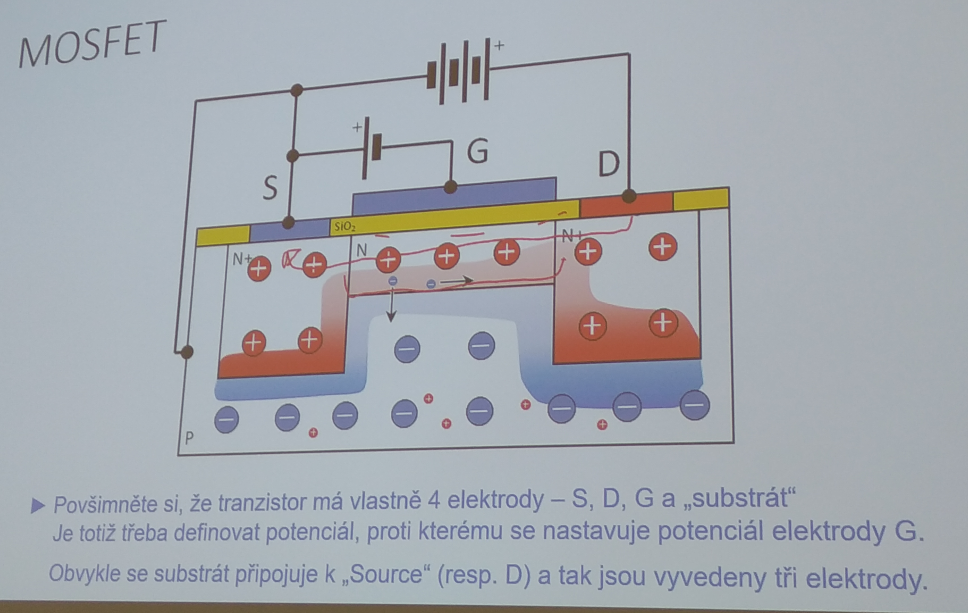 MOSFET
+
+
G
S
D
SiO₂
N+
N
N+
P
Povšimněte si, že tranzistor má vlastně 4 elektrody – S, D, G a „substrát“
Je totiž třeba definovat potenciál, proti kterému se nastavuje potenciál elektrody G.
Obvykle se substrát připojuje k „Source“ (resp. D) a tak jsou vyvedeny tři elektrody.